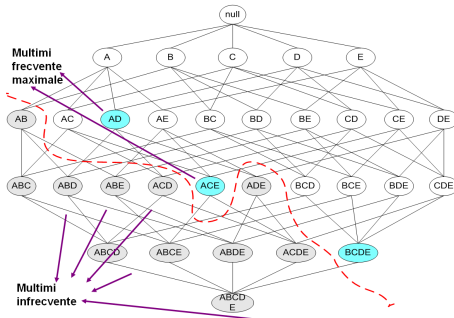 null
Multimi
frecvente
maximale
A B C D E
AB AC AD AE BC BD BE CD CE DE
ABC ABD ABE ACD ACE ADE BCD BCE BDE CDE
ABCD ABCE ABDE ACDE BCDE
Multimi
infrecvente
ABCD
E